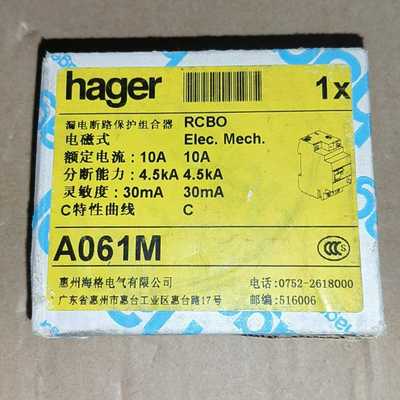 hager 1x
漏电断路保护组合器 RCBO
电磁式 Elec. Mech.
额定电流：10A 10A
分断能力：4.5kA 4.5kA
灵敏度：30mA 30mA
C特性曲线 C
A061M
CCC S
惠州海格电气有限公司 电话:0752-2618000
广东省惠州市惠台工业区惠台路17号 邮编:516006